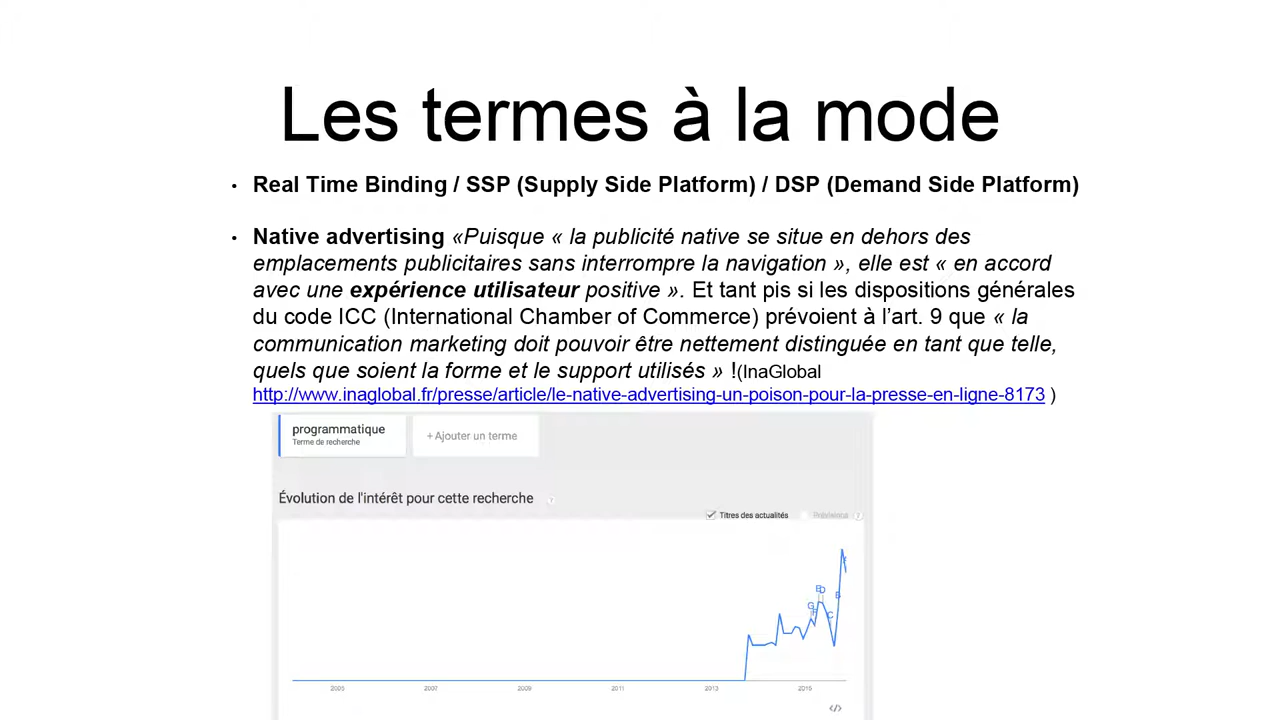 Les termes à la mode
• Real Time Binding / SSP (Supply Side Platform) / DSP (Demand Side Platform)
• Native advertising «Puisque « la publicité native se situe en dehors des
emplacements publicitaires sans interrompre la navigation », elle est « en accord
avec une expérience utilisateur positive ». Et tant pis si les dispositions générales
du code ICC (International Chamber of Commerce) prévoient à l’art. 9 que « la
communication marketing doit pouvoir être nettement distinguée en tant que telle,
quels que soient la forme et le support utilisés » !(InaGlobal
http://www.inaglobal.fr/presse/article/le-native-advertising-un-poison-pour-la-presse-en-ligne-8173 )
programmatique
Terme de recherche
+ Ajouter un terme
Évolution de l'intérêt pour cette recherche
Titres des actualités
?
E D
G
C
B
2005 2007 2009 2011 2013 2015
</>